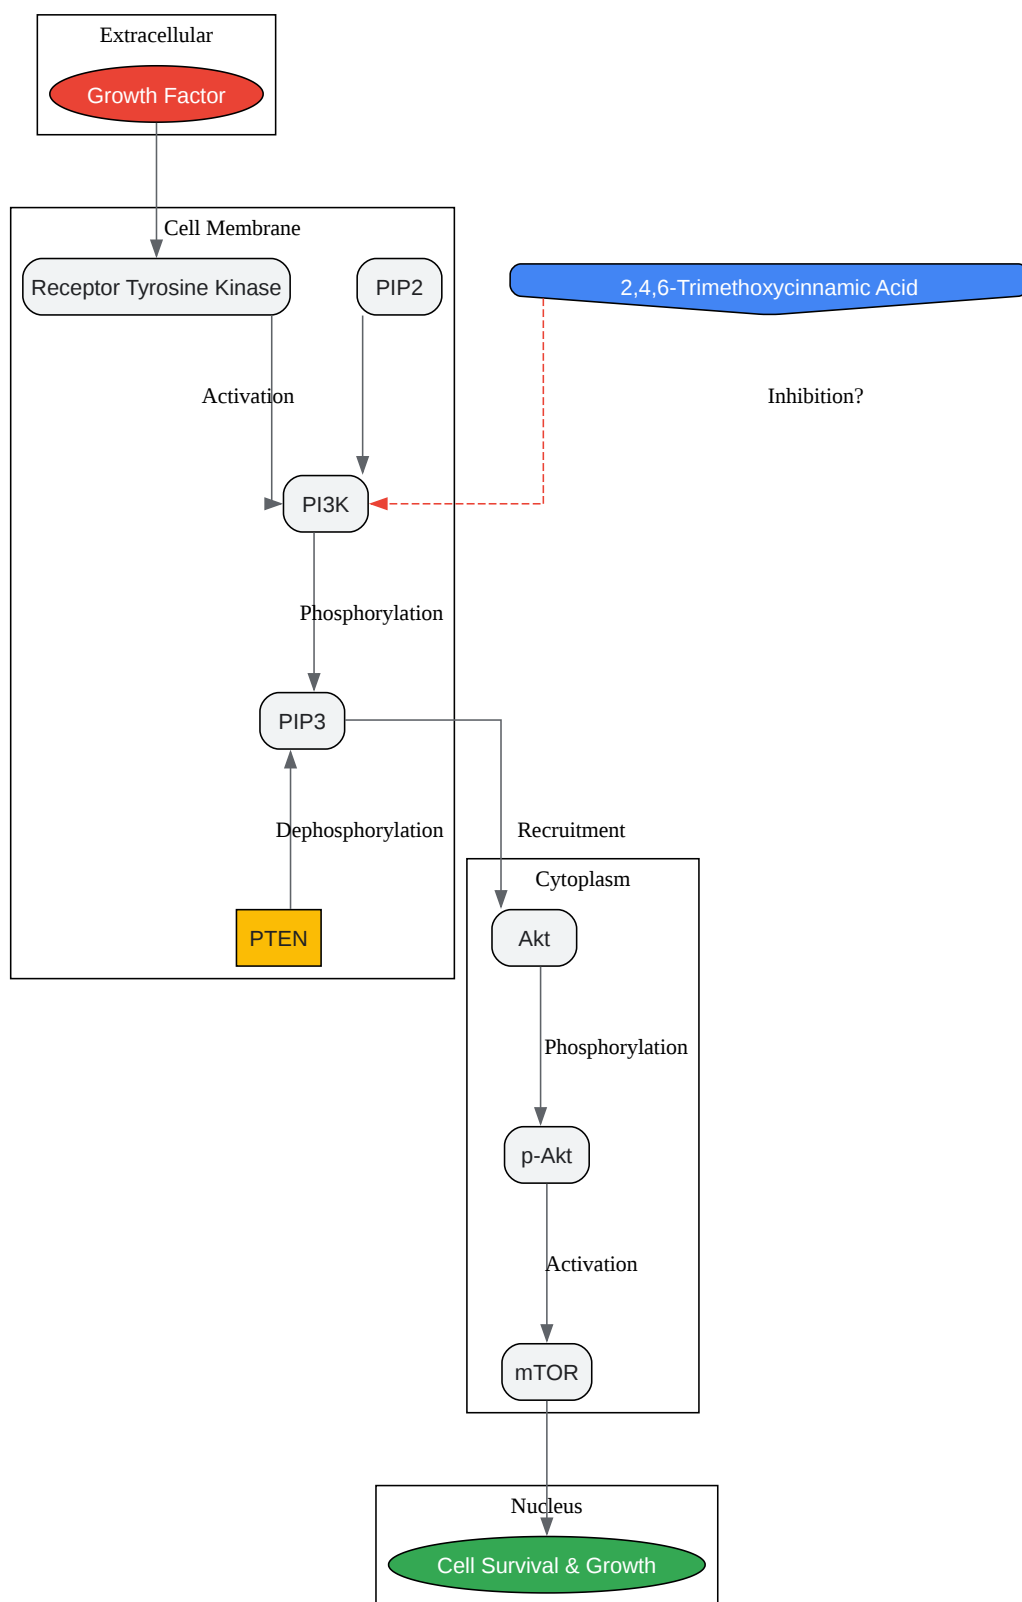 Extracellular
Growth Factor
Cell Membrane
Receptor Tyrosine Kinase
PIP2
2,4,6-Trimethoxycinnamic Acid
Activation
Inhibition?
PI3K
Phosphorylation
PIP3
Dephosphorylation
Recruitment
Cytoplasm
PTEN
Akt
Phosphorylation
p-Akt
Activation
mTOR
Nucleus
Cell Survival & Growth